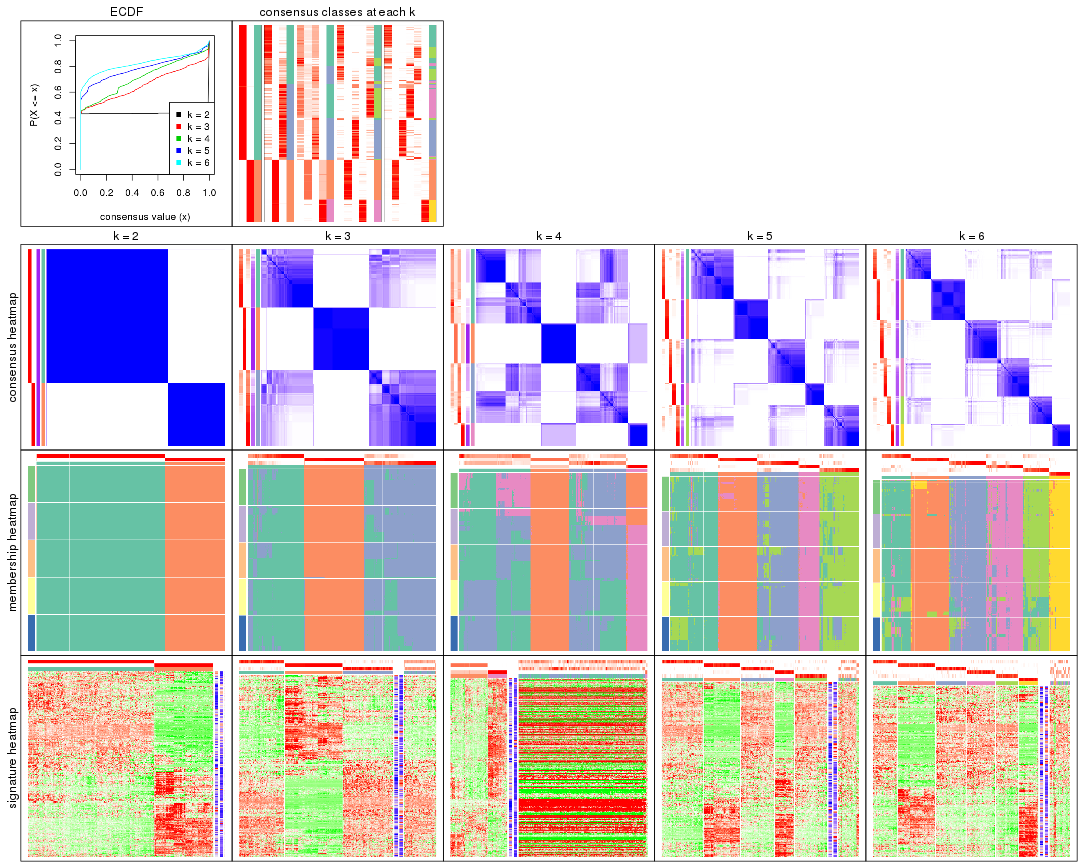 ECDF
consensus classes at each k
P(X <= x)
1.0
0.8
0.6
0.4
0.2
0.0
k = 2
k = 3
k = 4
k = 5
k = 6
0.0 0.2 0.4 0.6 0.8 1.0
consensus value (x)
k = 2
k = 3
k = 4
k = 5
k = 6
consensus heatmap
membership heatmap
signature heatmap